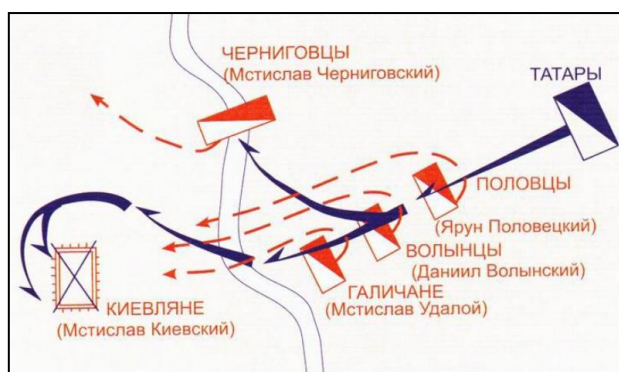 ЧЕРНИГОВЦЫ
(Мстислав Черниговский)
ТАТАРЫ
ПОЛОВЦЫ
(Ярун Половецкий)
ВОЛЫНЦЫ
(Даниил Волынский)
ГАЛИЧАНЕ
(Мстислав Удалой)
КИЕВЛЯНЕ
(Мстислав Киевский)